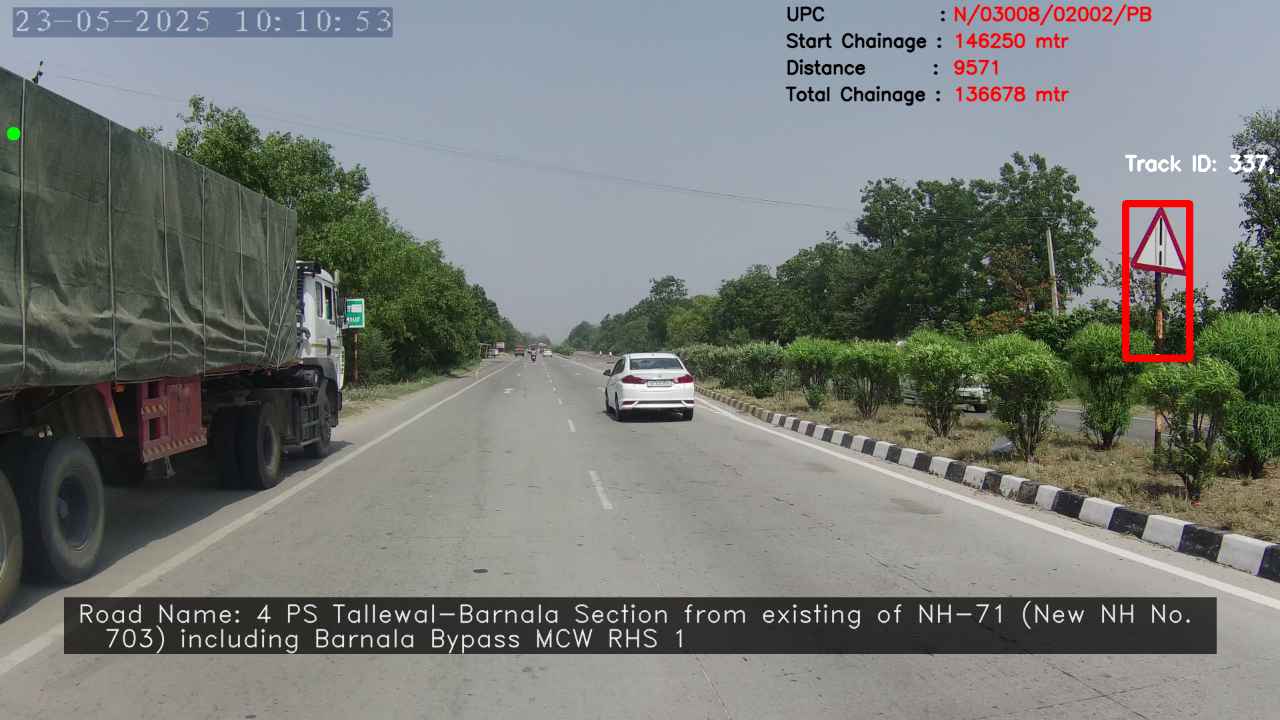 23-05-2025 10:10:53
UPC : N/03008/02002/PB
Start Chainage : 146250 mtr
Distance : 9571
Total Chainage : 136678 mtr
Track ID: 337,
Road Name: 4 PS Tallewal-Barnala Section from existing of NH-71 (New NH No.
703) including Barnala Bypass MCW RHS 1